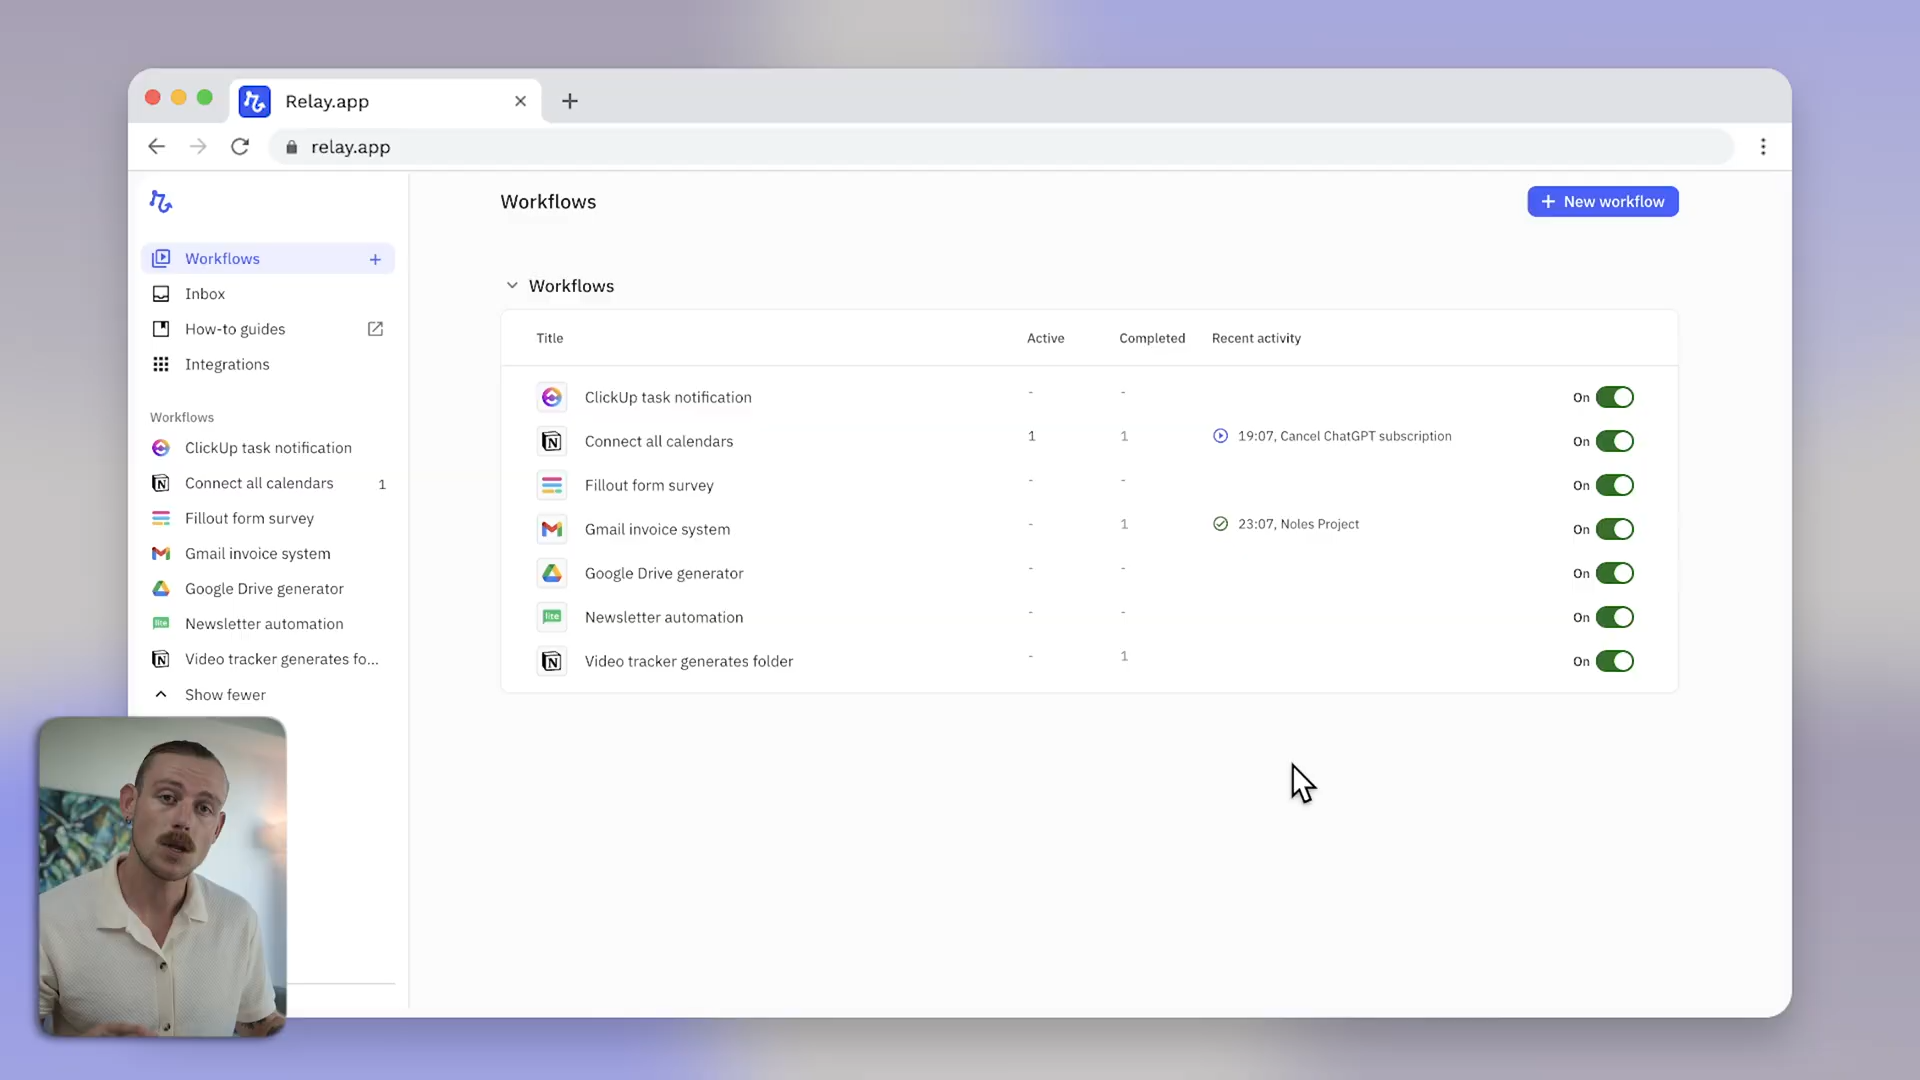 Relay.app
relay.app
Workflows
Inbox
How-to guides
Integrations
Workflows
ClickUp task notification
Connect all calendars 1
Fillout form survey
Gmail invoice system
Google Drive generator
Newsletter automation
Video tracker generates fo...
Show fewer
Workflows
+ New workflow
Workflows
Title Active Completed Recent activity
ClickUp task notification - - On
Connect all calendars 1 1 19:07, Cancel ChatGPT subscription On
Fillout form survey - - On
Gmail invoice system - 1 23:07, Noles Project On
Google Drive generator - - On
lite Newsletter automation - - On
Video tracker generates folder - 1 On